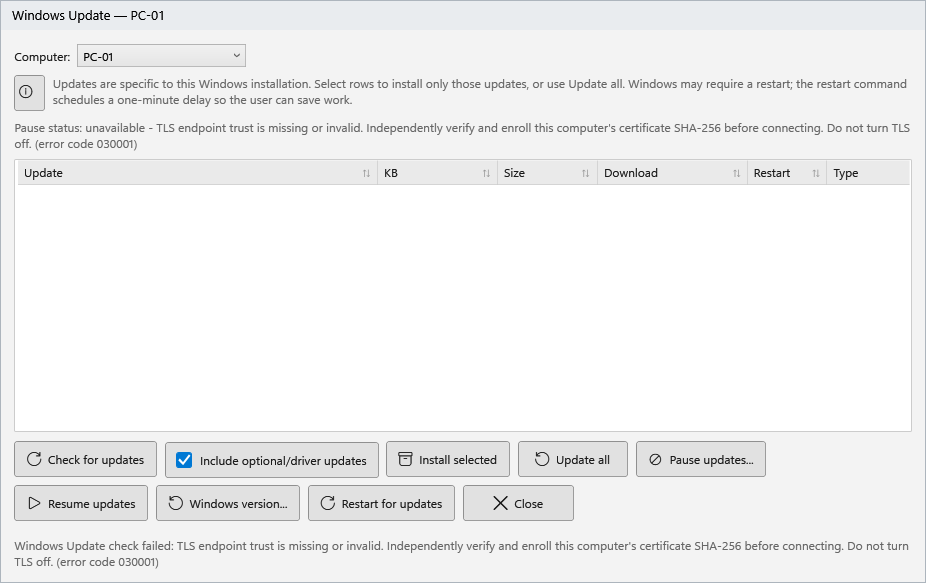 Windows Update — PC-01
Computer: PC-01
Updates are specific to this Windows installation. Select rows to install only those updates, or use Update all. Windows may require a restart; the restart command
schedules a one-minute delay so the user can save work.
Pause status: unavailable - TLS endpoint trust is missing or invalid. Independently verify and enroll this computer's certificate SHA-256 before connecting. Do not turn TLS
off. (error code 030001)
Update KB Size Download Restart Type
Check for updates Include optional/driver updates Install selected Update all Pause updates...
Resume updates Windows version... Restart for updates Close
Windows Update check failed: TLS endpoint trust is missing or invalid. Independently verify and enroll this computer's certificate SHA-256 before connecting. Do not turn
TLS off. (error code 030001)